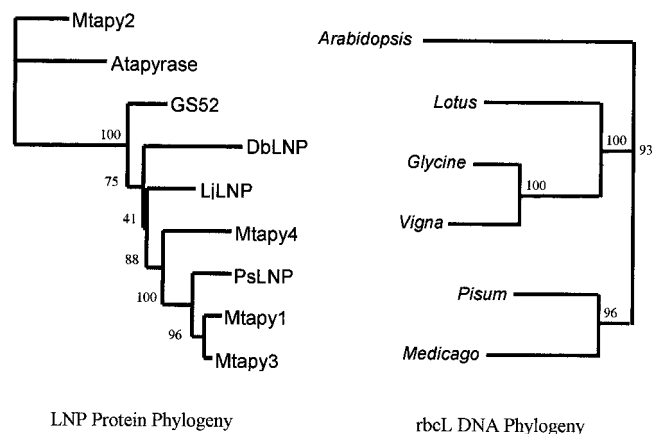 Mtapy2
Atapyrase
GS52
100
DbLNP
75
LjLNP
41
Mtapy4
88
PsLNP
100
Mtapy1
96
Mtapy3
LNP Protein Phylogeny
Arabidopsis
Lotus
100
93
Glycine
100
Vigna
Pisum
96
Medicago
rbcL DNA Phylogeny